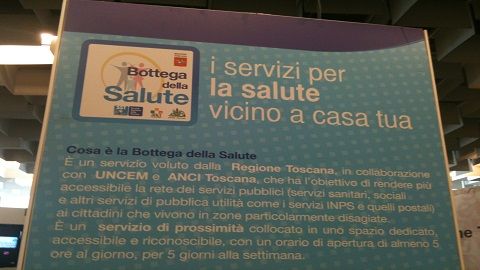 Bottega
della
Salute
i servizi per
la salute
vicino a casa tua
Cosa è la Bottega della Salute
È un servizio voluto dalla Regione Toscana, in collaborazione
con UNCEM e ANCI Toscana, che ha l'obiettivo di rendere più
accessibile la rete dei servizi pubblici (servizi sanitari, sociali
e altri servizi di pubblica utilità come i servizi INPS e quelli postali)
ai cittadini che vivono in zone particolarmente disagiate.
È un servizio di prossimità collocato in uno spazio dedicato,
accessibile e riconoscibile, con un orario di apertura di almeno 5
ore al giorno, per 5 giorni alla settimana.